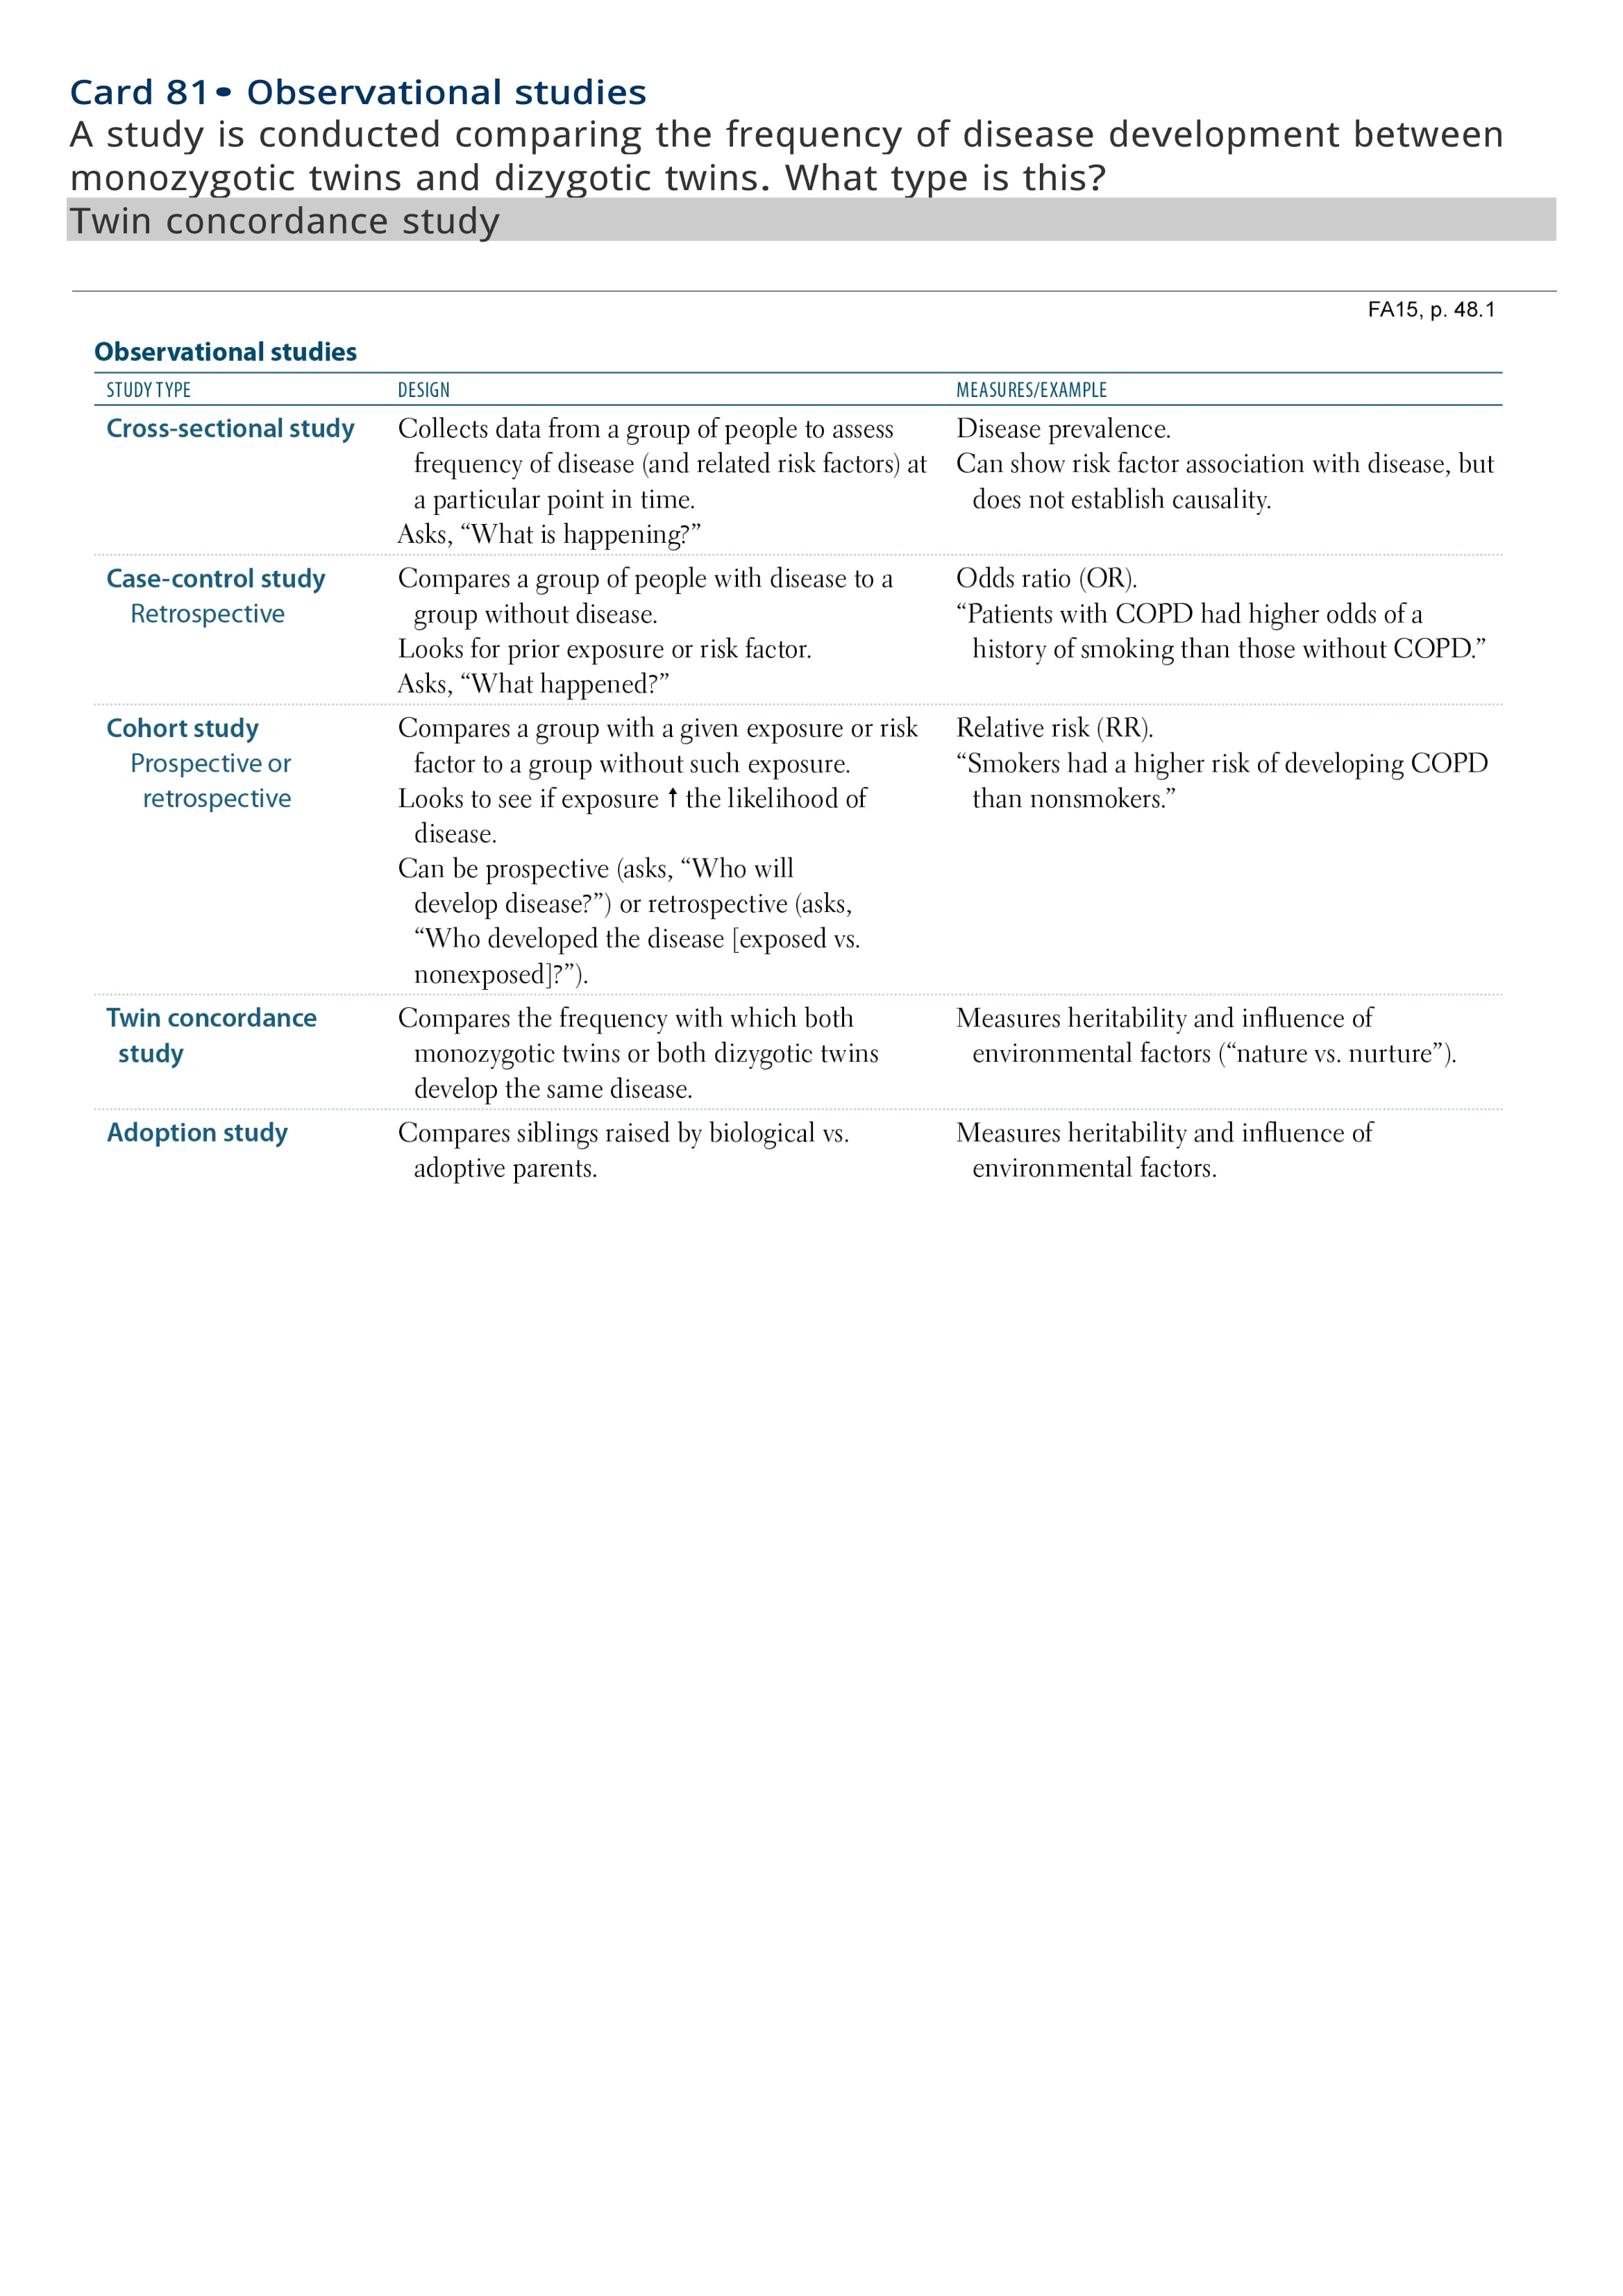 Card 81• Observational studies
A study is conducted comparing the frequency of disease development between
monozygotic twins and dizygotic twins. What type is this?
Twin concordance study
FA15, p. 48.1
Observational studies
STUDY TYPE DESIGN MEASURES/EXAMPLE
Cross-sectional study Collects data from a group of people to assess Disease prevalence.
frequency of disease (and related risk factors) at Can show risk factor association with disease, but
a particular point in time. does not establish causality.
Asks, “What is happening?”
Case-control study Compares a group of people with disease to a Odds ratio (OR).
Retrospective group without disease. “Patients with COPD had higher odds of a
Looks for prior exposure or risk factor. history of smoking than those without COPD.”
Asks, “What happened?”
Cohort study Compares a group with a given exposure or risk Relative risk (RR).
Prospective or factor to a group without such exposure. “Smokers had a higher risk of developing COPD
retrospective Looks to see if exposure ↑ the likelihood of than nonsmokers.”
disease.
Can be prospective (asks, “Who will
develop disease?”) or retrospective (asks,
“Who developed the disease [exposed vs.
nonexposed]?”).
Twin concordance Compares the frequency with which both Measures heritability and influence of
study monozygotic twins or both dizygotic twins environmental factors (“nature vs. nurture”).
develop the same disease.
Adoption study Compares siblings raised by biological vs. Measures heritability and influence of
adoptive parents. environmental factors.